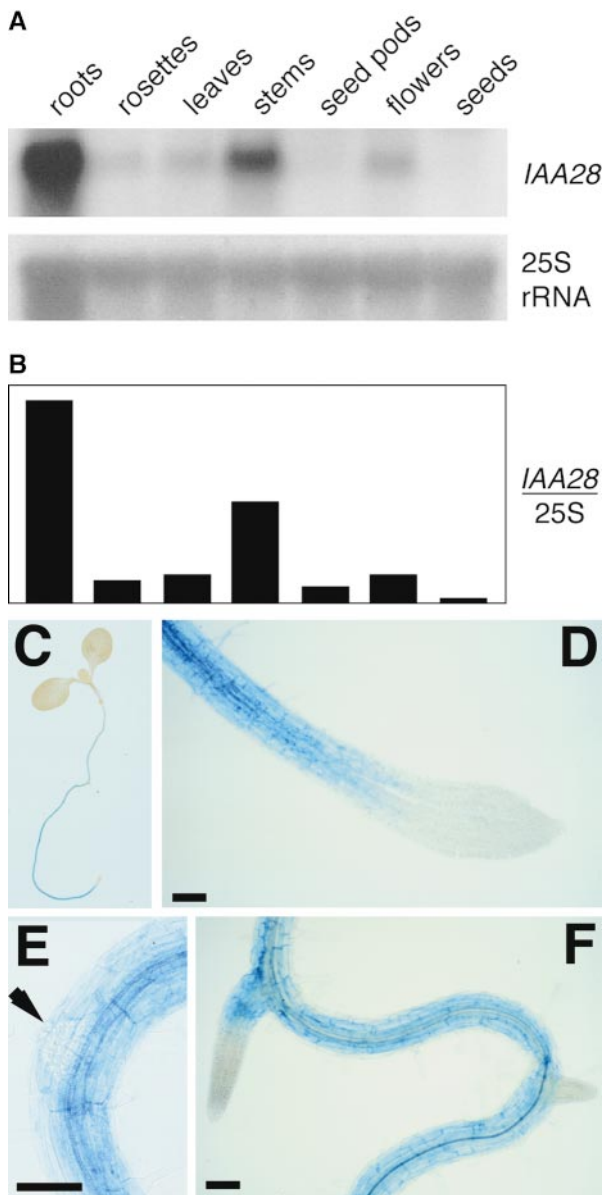 A
roots rosettes leaves stems seed pods flowers seeds
IAA28
25S
rRNA
B
IAA28
25S
C
D
E
F